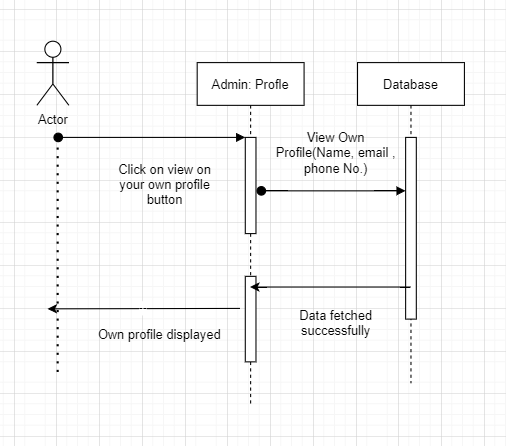 Admin: Profle
Database
Actor
View Own
Profile(Name, email ,
phone No.)
Click on view on
your own profile
button
Data fetched
successfully
Own profile displayed